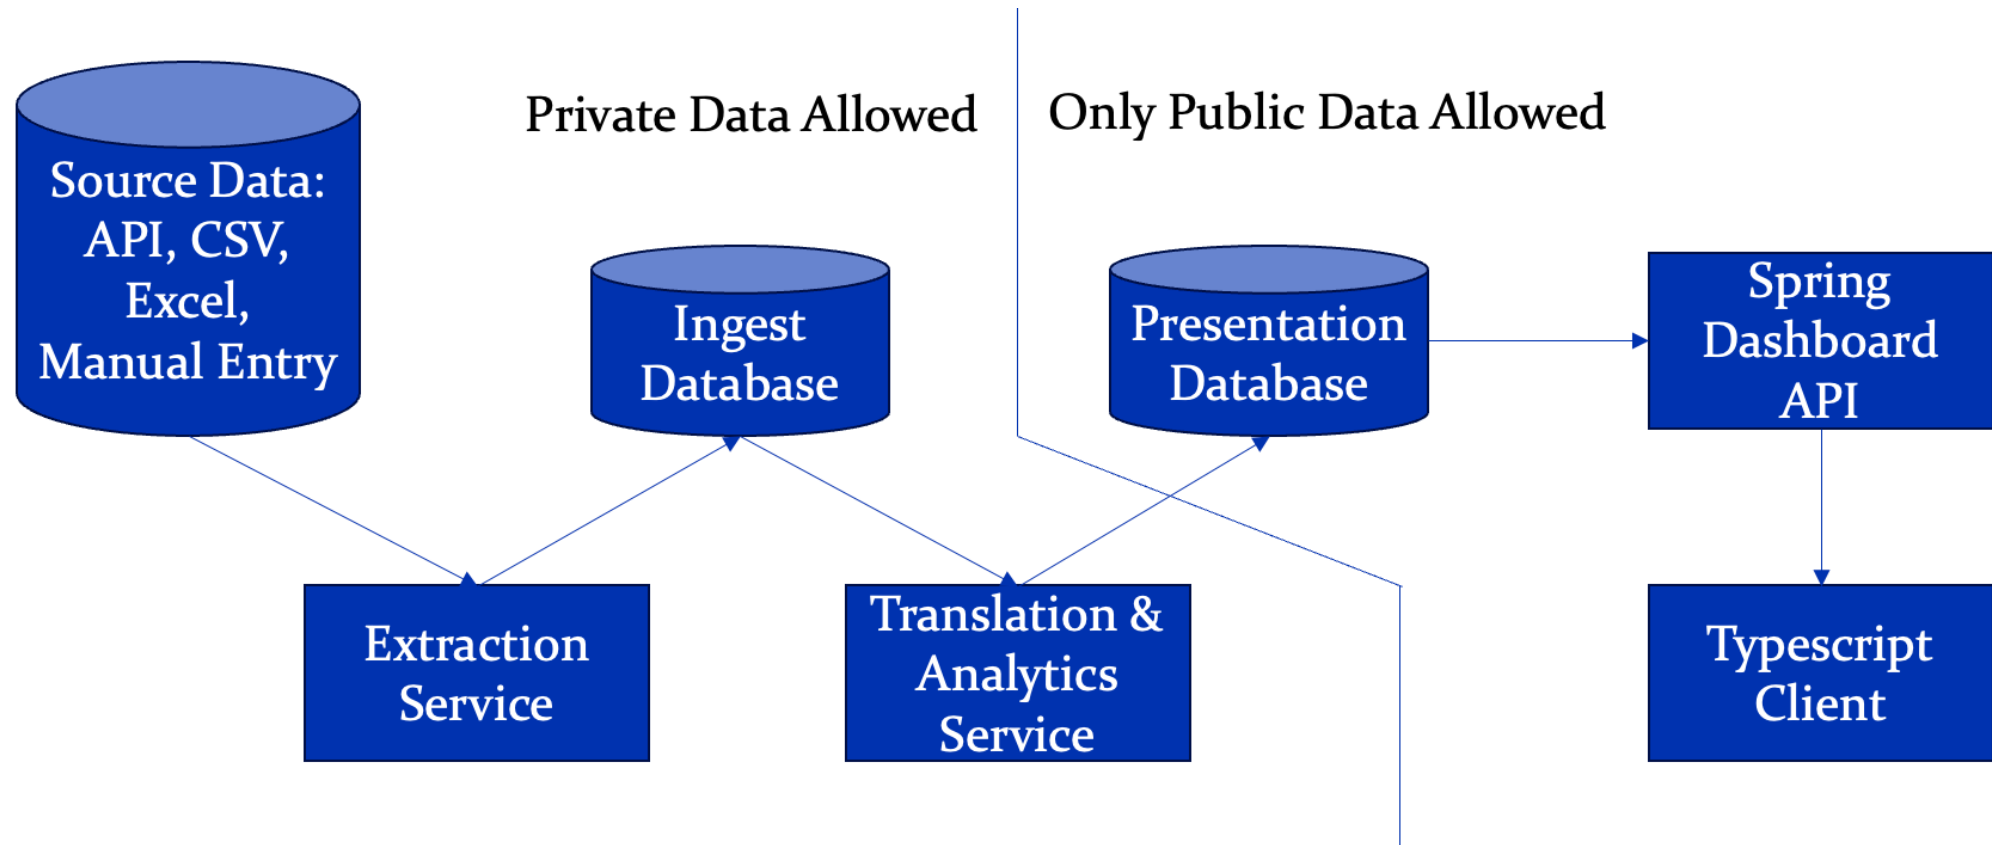 Private Data Allowed
Only Public Data Allowed
Source Data:
API, CSV,
Excel,
Manual Entry
Ingest
Database
Presentation
Database
Spring
Dashboard
API
Extraction
Service
Translation &
Analytics
Service
Typescript
Client